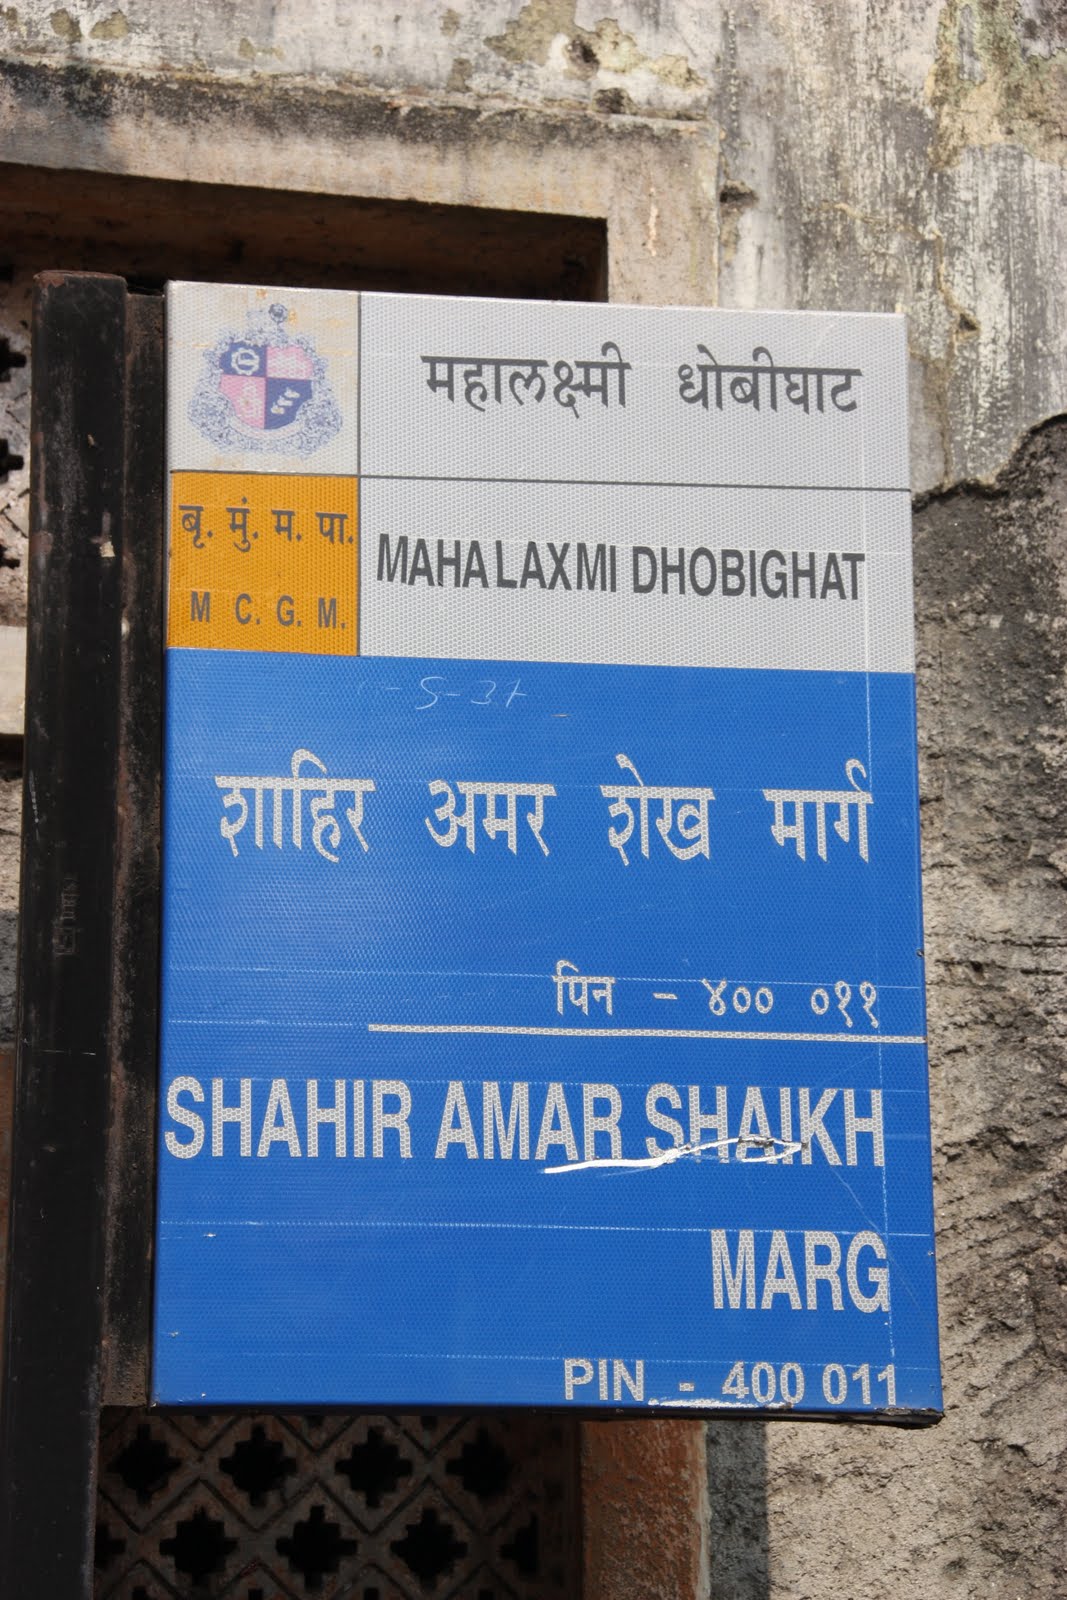 महालक्ष्मी धोबीघाट
बृ. मुं. म. पा.
M C. G. M.
MAHALAXMI DHOBIGHAT
शाहिर अमर शेख मार्ग
पिन - ४०० ०११
SHAHIR AMAR SHAIKH
MARG
PIN - 400 011